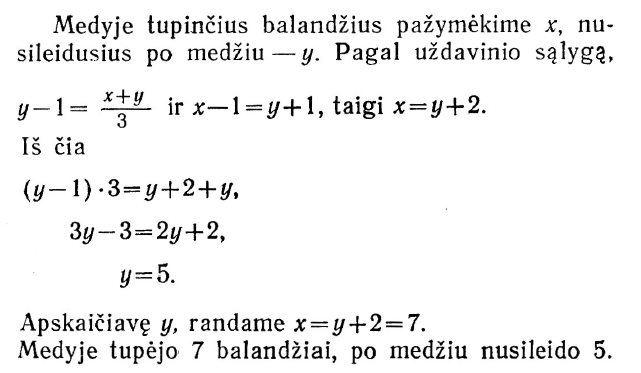 Medyje tupinčius balandžius pažymėkime x, nu-
sileidusius po medžiu — y. Pagal uždavinio sąlygą,
y−1= \frac{x+y}{3} ir x—1=y+1, taigi x=y+2.
Iš čia
(y−1)·3=y+2+y,
3y−3=2y+2,
y=5.
Apskaičiavę y, randame x=y+2=7.
Medyje tupėjo 7 balandžiai, po medžiu nusileido 5.